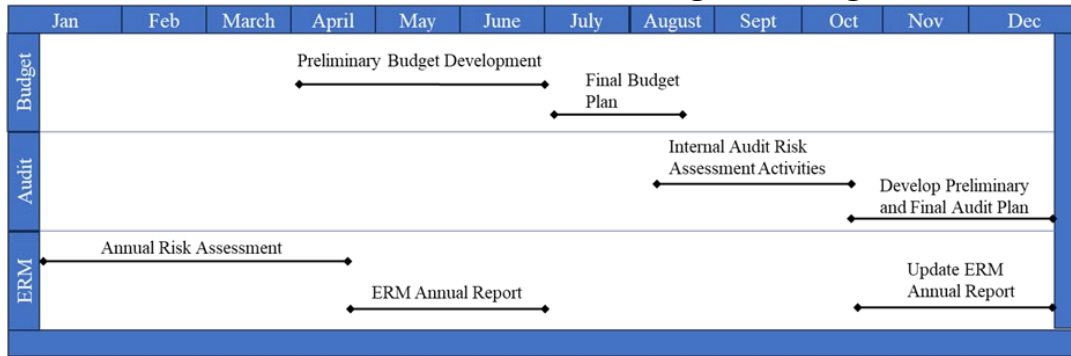 Jan Feb March April May June July August Sept Oct Nov Dec
Budget
Preliminary Budget Development
Final Budget
Plan
Audit
Internal Audit Risk
Assessment Activities
Develop Preliminary
and Final Audit Plan
ERM
Annual Risk Assessment
ERM Annual Report
Update ERM
Annual Report